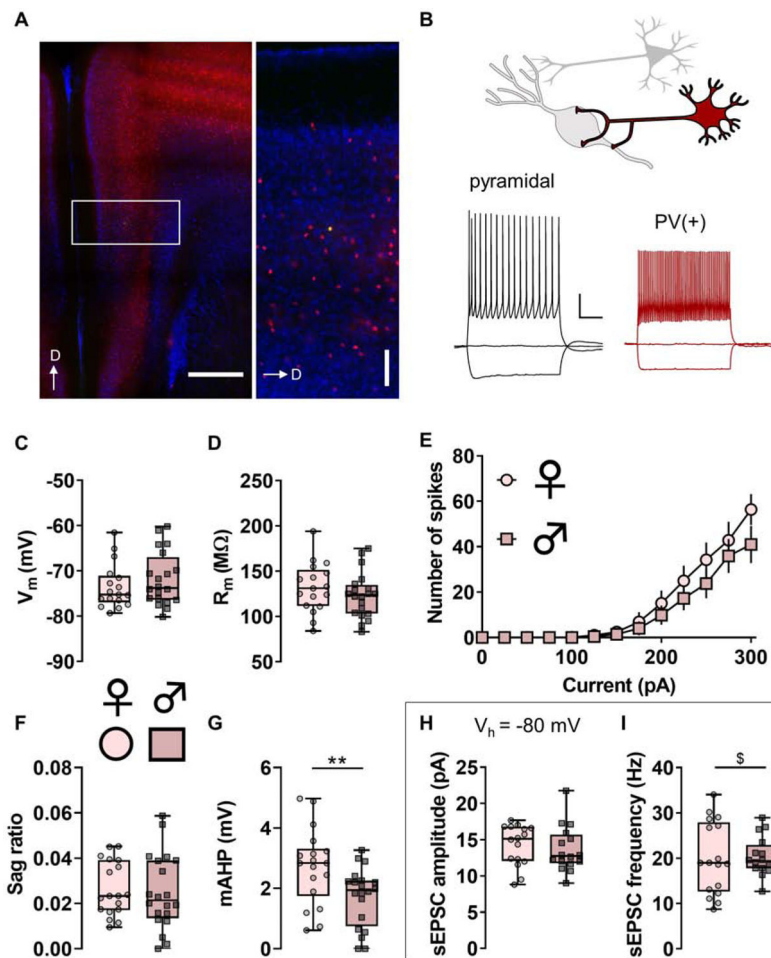 A
B
D
D
pyramidal
PV(+)
C
D
E
Vm (mV)
-50
-60
-70
-80
-90
Rm (MΩ)
250
200
150
100
50
Number of spikes
80
60
40
20
0
♀
♂
0
100
200
300
Current (pA)
♀ ♂
F
G
H
Vh = -80 mV
I
Sag ratio
0.08
0.06
0.04
0.02
0.00
mAHP (mV)
6
4
2
0
**
sEPSC amplitude (pA)
25
20
15
10
5
0
sEPSC frequency (Hz)
40
30
20
10
0
$